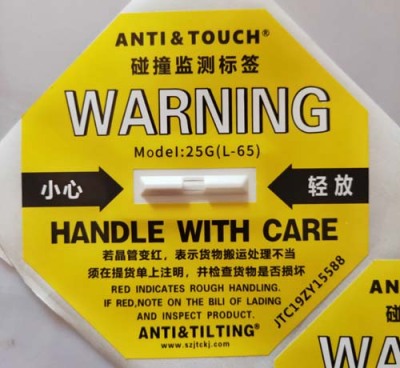 ANTI & TOUCH®
碰撞监测标签
WARNING
Model:25G(L-65)
小心
轻放
HANDLE WITH CARE
若晶管变红，表示货物搬运处理不当
须在提货单上注明，并检查货物是否损坏
RED INDICATES ROUGH HANDLING.
IF RED,NOTE ON THE BILI OF LADING
AND INSPECT PRODUCT.
ANTI&TILTING®
www.szjtckj.com
JTC19ZY15588
ANTI &
碰
WA